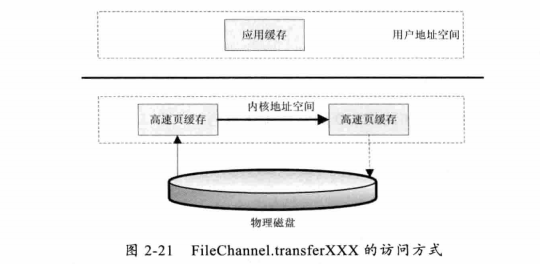 应用缓存
用户地址空间
内核地址空间
高速页缓存
高速页缓存
物理磁盘
图 2-21 FileChannel.transferXXX 的访问方式